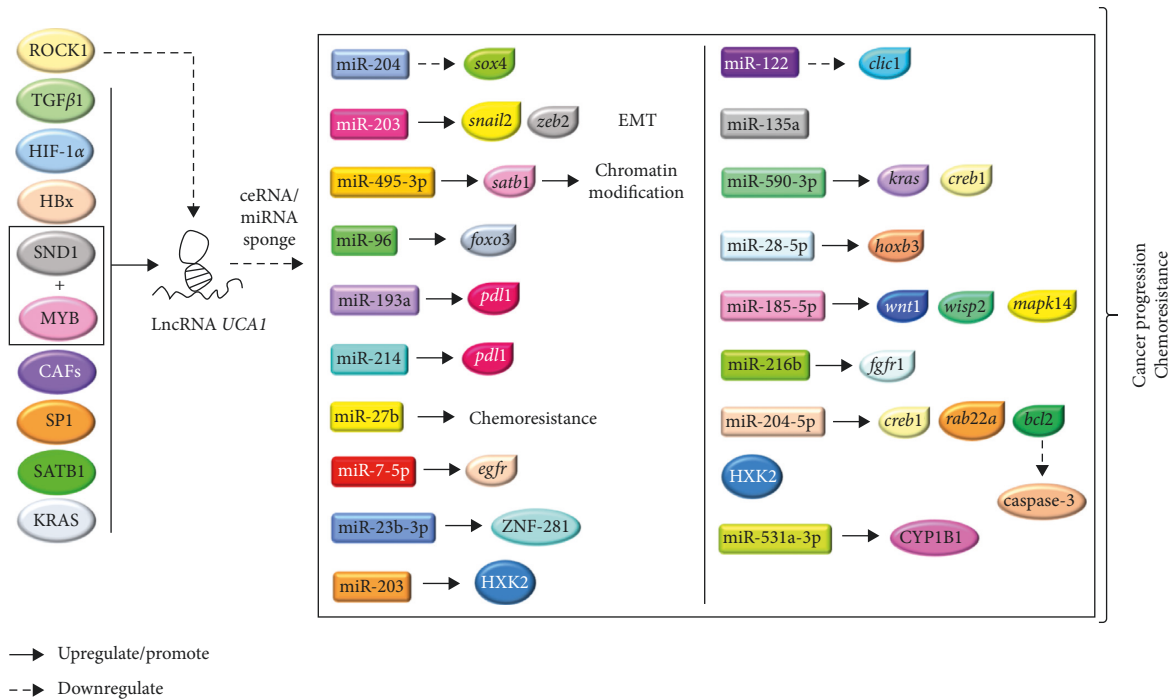 ROCK1
TGFβ1
HIF-1α
HBx
SND1
+
MYB
CAFs
SP1
SATB1
KRAS
LncRNA UCA1
ceRNA/
miRNA
sponge
miR-204
sox4
miR-203
snail2
zeb2
EMT
miR-495-3p
satb1
Chromatin
modification
miR-96
foxo3
miR-193a
pdl1
miR-214
pdl1
miR-27b
Chemoresistance
miR-7-5p
egfr
miR-23b-3p
ZNF-281
miR-203
HXK2
miR-122
clic1
miR-135a
miR-590-3p
kras
creb1
miR-28-5p
hoxb3
miR-185-5p
wnt1
wisp2
mapk14
miR-216b
fgfr1
miR-204-5p
creb1
rab22a
bcl2
HXK2
caspase-3
miR-531a-3p
CYP1B1
Cancer progression
Chemoresistance
Upregulate/promote
Downregulate